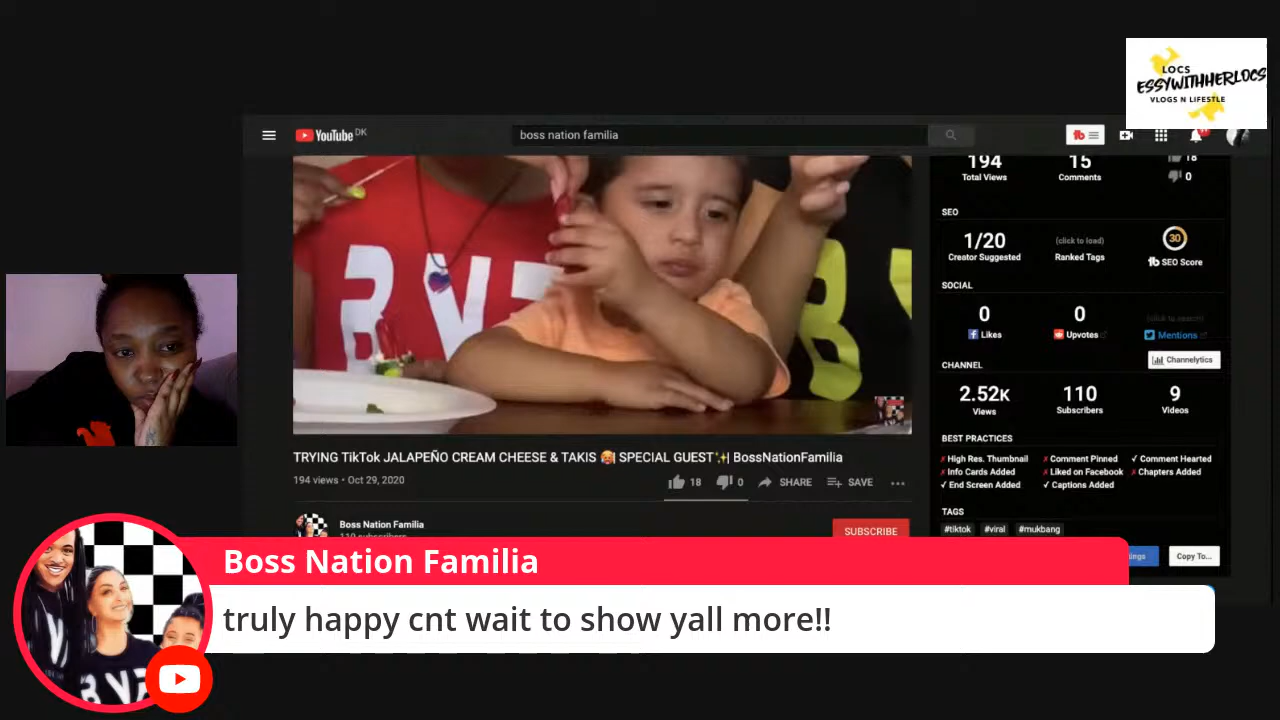 LOCS
ESSYWITHHERLOCS
VLOGS N LIFESTLE
YouTube DK
boss nation familia
194
15
18
Total Views
Comments
0
SEO
1/20
(click to load)
30
Creator Suggested
Ranked Tags
SEO Score
SOCIAL
0
0
(click to search)
Likes
Upvotes
Mentions
CHANNEL
Channelytics
2.52K
110
9
Views
Subscribers
Videos
BEST PRACTICES
✗ High Res. Thumbnail
✗ Comment Pinned
✓ Comment Hearted
✗ Info Cards Added
✗ Liked on Facebook
✗ Chapters Added
✓ End Screen Added
✓ Captions Added
TAGS
#tiktok
#viral
#mukbang
Copy To...
TRYING TikTok JALAPEÑO CREAM CHEESE & TAKIS 🥵 SPECIAL GUEST✨| BossNationFamilia
194 views • Oct 29, 2020
18
0
SHARE
SAVE
Boss Nation Familia
110 subscribers
SUBSCRIBE
Boss Nation Familia
truly happy cnt wait to show yall more!!